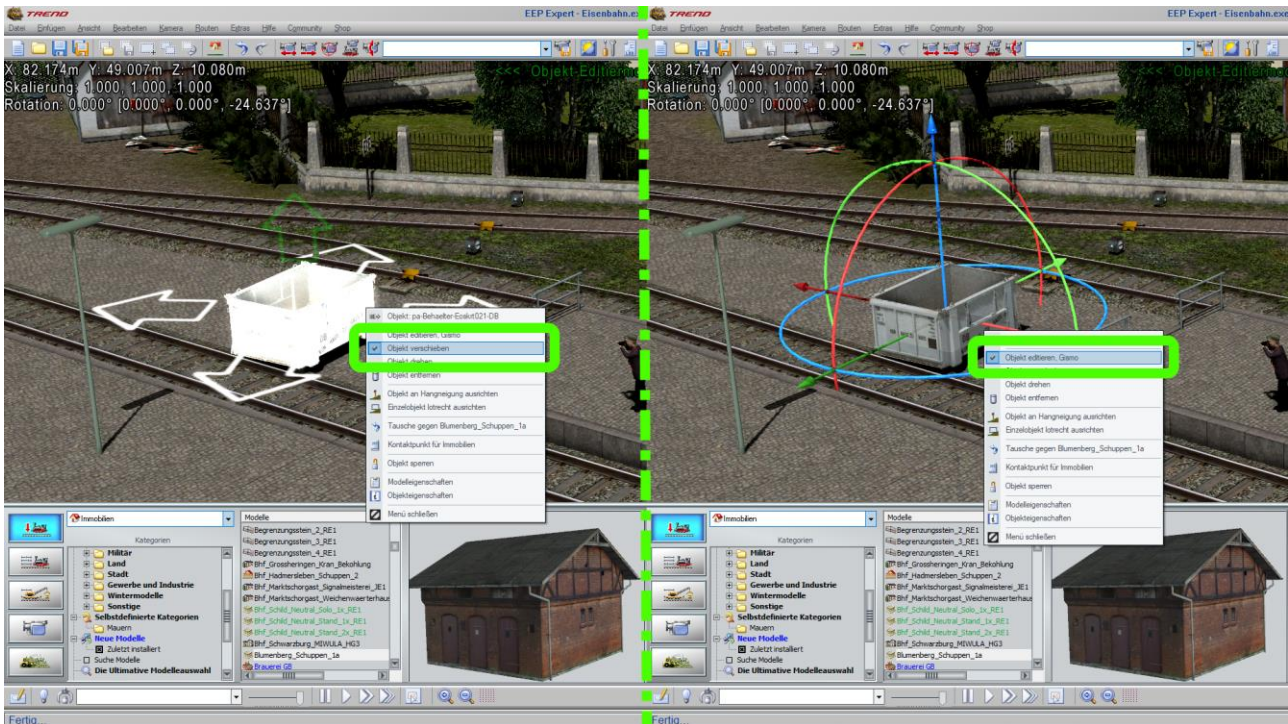 TREND
EEP Expert - Eisenbahn.exe
Datei Einfügen Ansicht Bearbeiten Kamera Routen Extras Hilfe Community Shop
X: 82.174m Y: 49.007m Z: 10.080m
<<< Objekt-Editierm
Skalierung: 1.000, 1.000, 1.000
Rotation: 0.000° [0.000°, 0.000°, -24.637°]
Objekt: pa-Behaelter-Eoskrt021-DB
Objekt editieren, Gismo
Objekt verschieben
Objekt drehen
Objekt entfernen
Objekt an Hangneigung ausrichten
Einzelobjekt lotrecht ausrichten
Tausche gegen Blumenberg_Schuppen_1a
Kontaktpunkt für Immobilien
Objekt sperren
Modelleigenschaften
Objekteigenschaften
Menü schließen
Immobilien
Kategorien
Militär
Land
Stadt
Gewerbe und Industrie
Wintermodelle
Sonstige
Selbstdefinierte Kategorien
Mauern
Neue Modelle
Zuletzt installiert
Suche Modelle
Die Ultimative Modellauswahl
Modelle
Begrenzungsstein_2_RE1
Begrenzungsstein_3_RE1
Begrenzungsstein_4_RE1
Bhf_Grossheringen_Kran_Bekohlung
Bhf_Hadmersleben_Schuppen_2
Bhf_Marktschorgast_Signalmeisterei_JE1
Bhf_Marktschorgast_Weichenwaerterhaus
Bhf_Schild_Neutral_Solo_1x_RE1
Bhf_Schild_Neutral_Stand_1x_RE1
Bhf_Schild_Neutral_Stand_2x_RE1
Bhf_Schwarzburg_MIWULA_HG3
Blumenberg_Schuppen_1a
Brauerei GB
Fertig...
TREND
EEP Expert - Eisenbahn.exe
Datei Einfügen Ansicht Bearbeiten Kamera Routen Extras Hilfe Community Shop
X: 82.174m Y: 49.007m Z: 10.080m
<<< Objekt-Editierm
Skalierung: 1.000, 1.000, 1.000
Rotation: 0.000° [0.000°, 0.000°, -24.637°]
Objekt editieren, Gismo
Objekt drehen
Objekt entfernen
Objekt an Hangneigung ausrichten
Einzelobjekt lotrecht ausrichten
Tausche gegen Blumenberg_Schuppen_1a
Kontaktpunkt für Immobilien
Objekt sperren
Modelleigenschaften
Objekteigenschaften
Menü schließen
Immobilien
Kategorien
Militär
Land
Stadt
Gewerbe und Industrie
Wintermodelle
Sonstige
Selbstdefinierte Kategorien
Mauern
Neue Modelle
Zuletzt installiert
Suche Modelle
Die Ultimative Modellauswahl
Modelle
Begrenzungsstein_2_RE1
Begrenzungsstein_3_RE1
Begrenzungsstein_4_RE1
Bhf_Grossheringen_Kran_Bekohlung
Bhf_Hadmersleben_Schuppen_2
Bhf_Marktschorgast_Signalmeisterei_JE1
Bhf_Marktschorgast_Weichenwaerterhaus
Bhf_Schild_Neutral_Solo_1x_RE1
Bhf_Schild_Neutral_Stand_1x_RE1
Bhf_Schild_Neutral_Stand_2x_RE1
Bhf_Schwarzburg_MIWULA_HG3
Blumenberg_Schuppen_1a
Brauerei GB
Fertig...